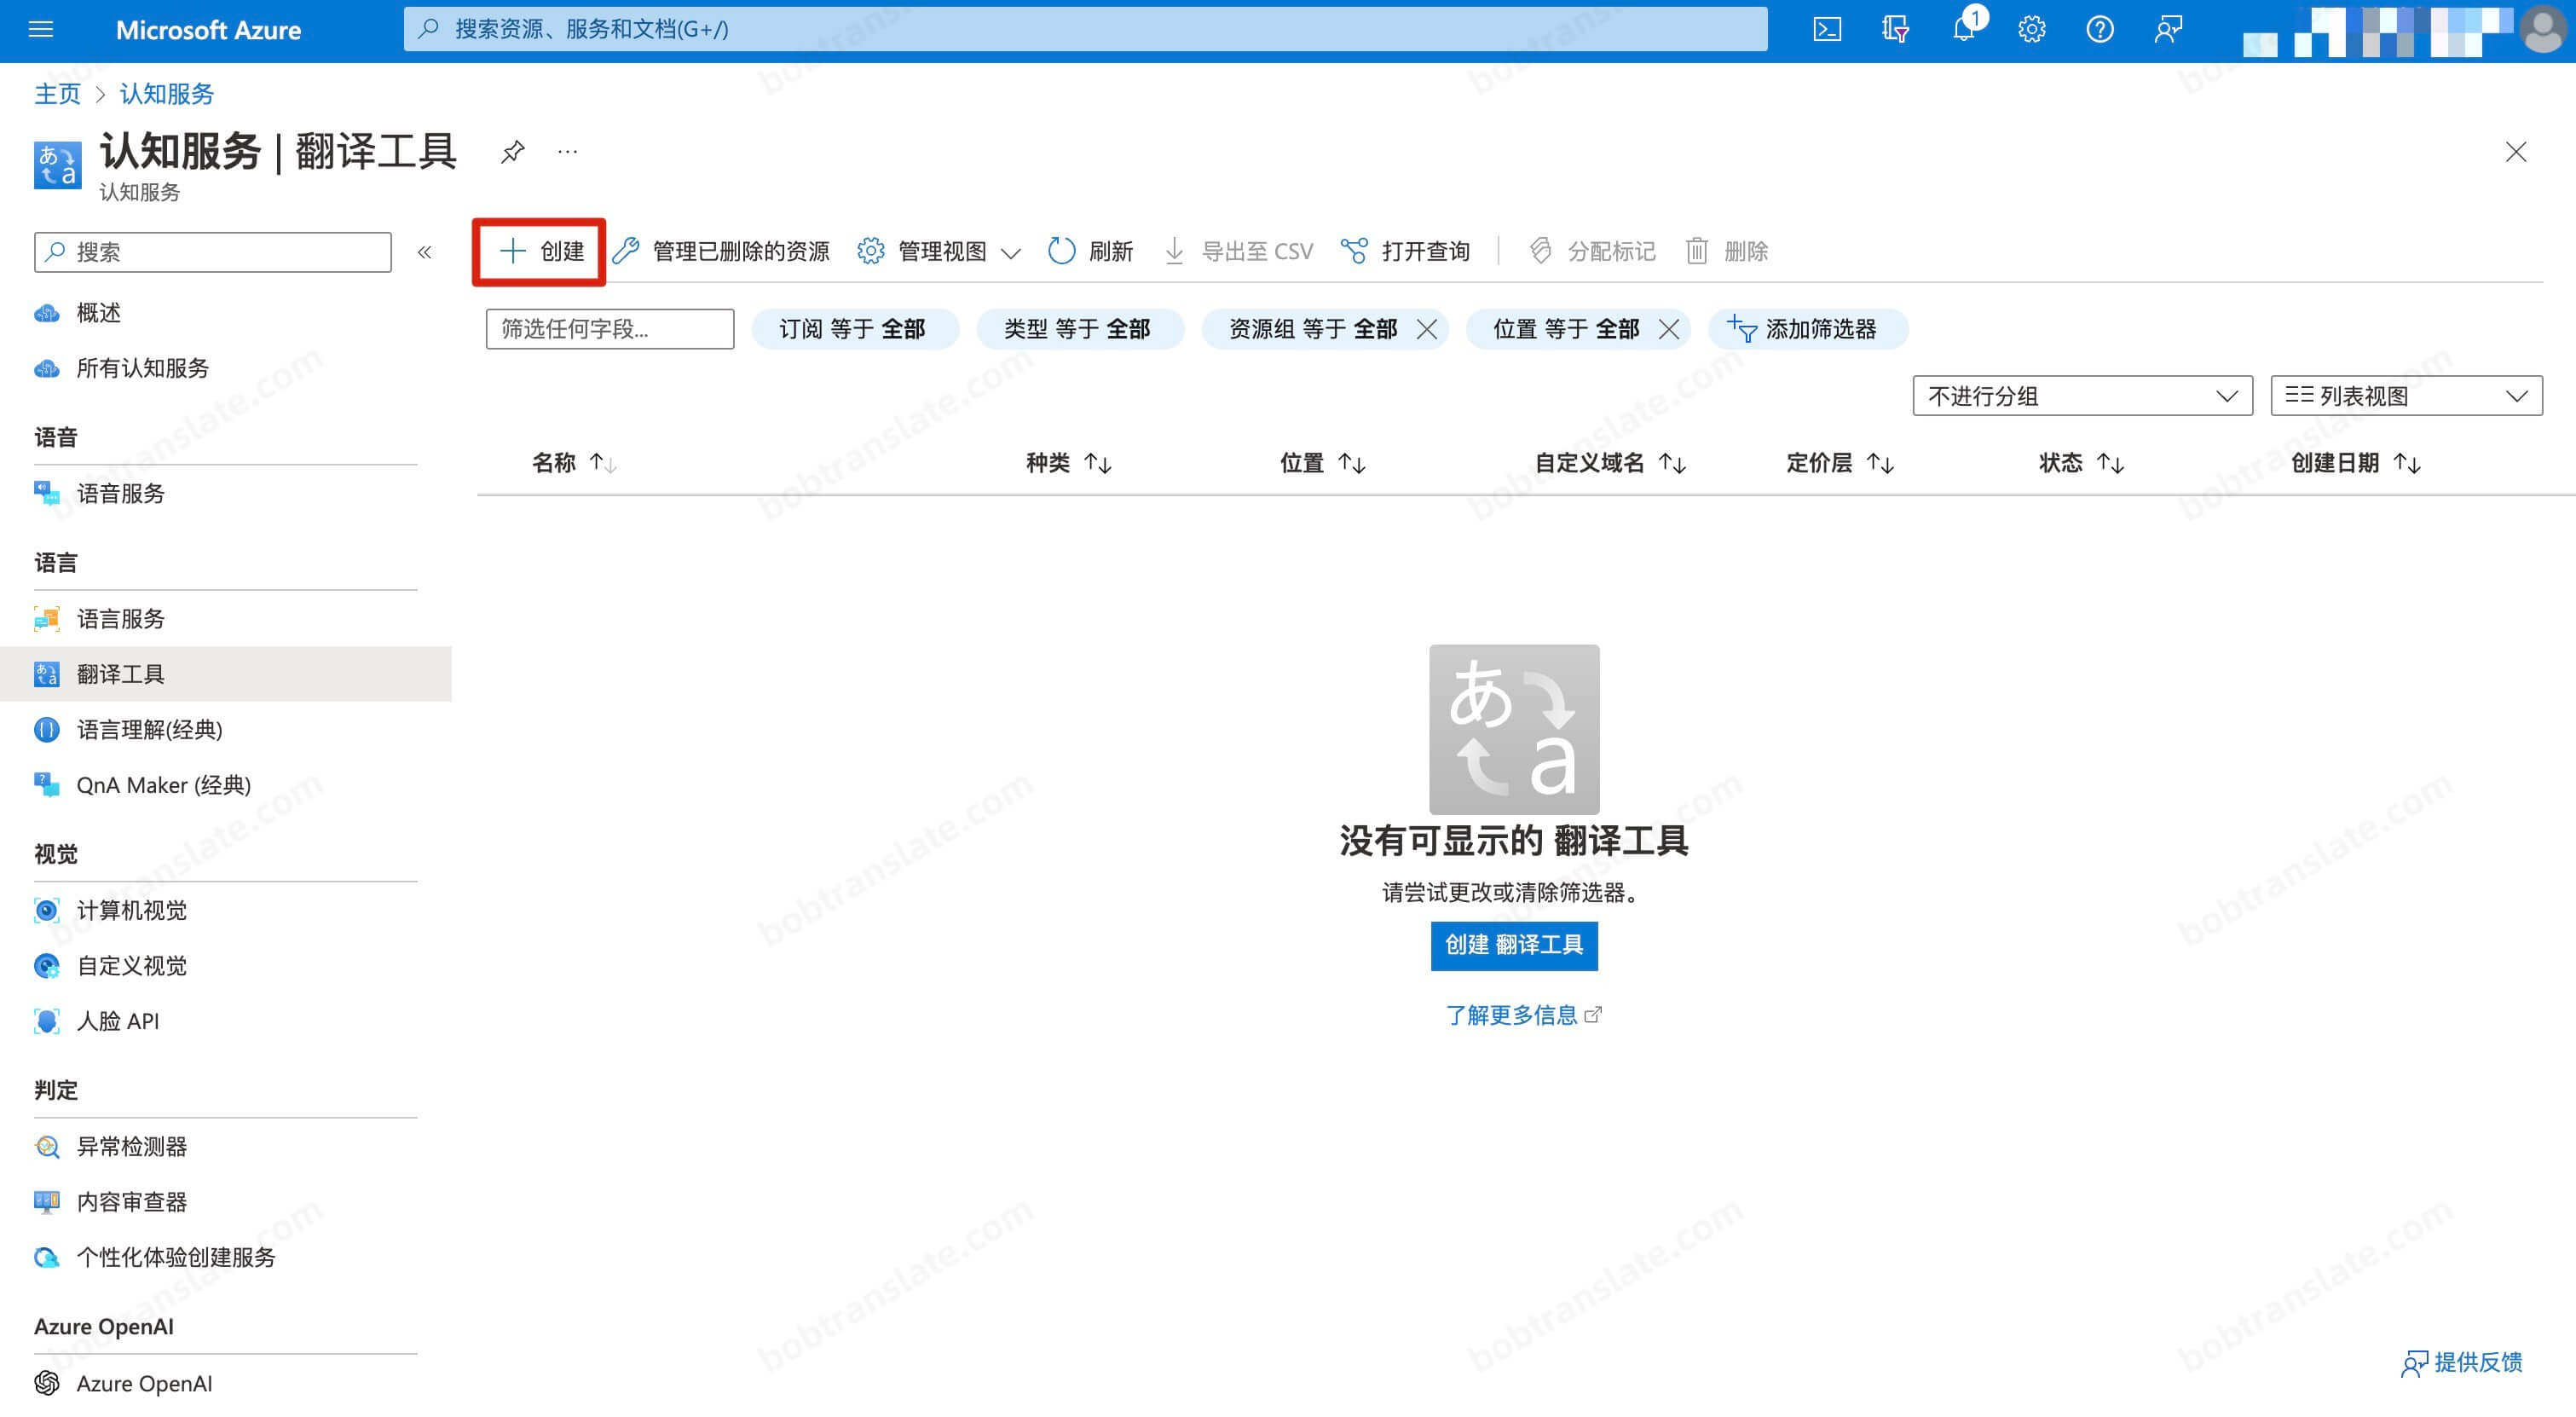 Microsoft Azure
搜索资源、服务和文档(G+/)
1
主页 > 认知服务
认知服务 | 翻译工具
认知服务
搜索
创建 管理已删除的资源 管理视图 刷新 导出至 CSV 打开查询 分配标记 删除
概述
所有认知服务
语音
语音服务
语言
语言服务
翻译工具
语言理解(经典)
QnA Maker (经典)
视觉
计算机视觉
自定义视觉
人脸 API
判定
异常检测器
内容审查器
个性化体验创建服务
Azure OpenAI
Azure OpenAI
筛选任何字段... 订阅 等于 全部 类型 等于 全部 资源组 等于 全部 位置 等于 全部 添加筛选器
不进行分组 列表视图
名称 种类 位置 自定义域名 定价层 状态 创建日期
あ a
没有可显示的 翻译工具
请尝试更改或清除筛选器。
创建 翻译工具
了解更多信息
提供反馈
bobtranslate.com